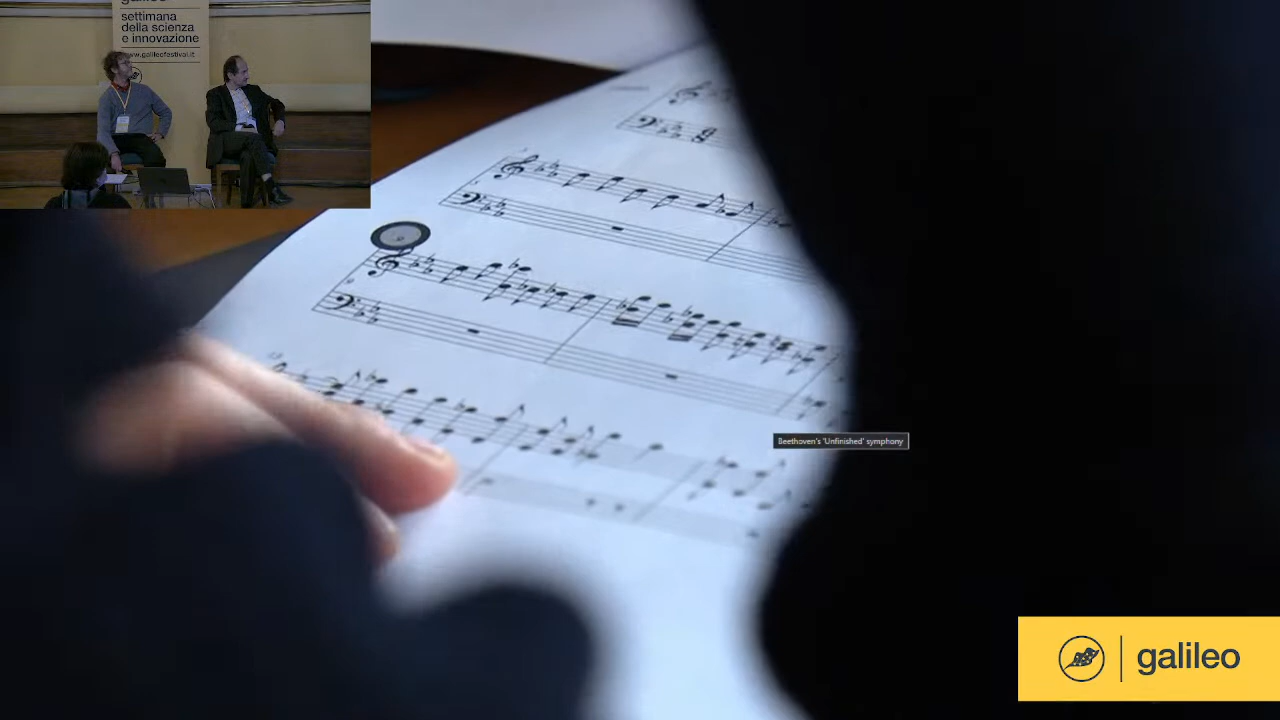 galileo
settimana
della scienza
e innovazione
www.galileofestival.it
Beethoven's 'Unfinished' symphony
galileo